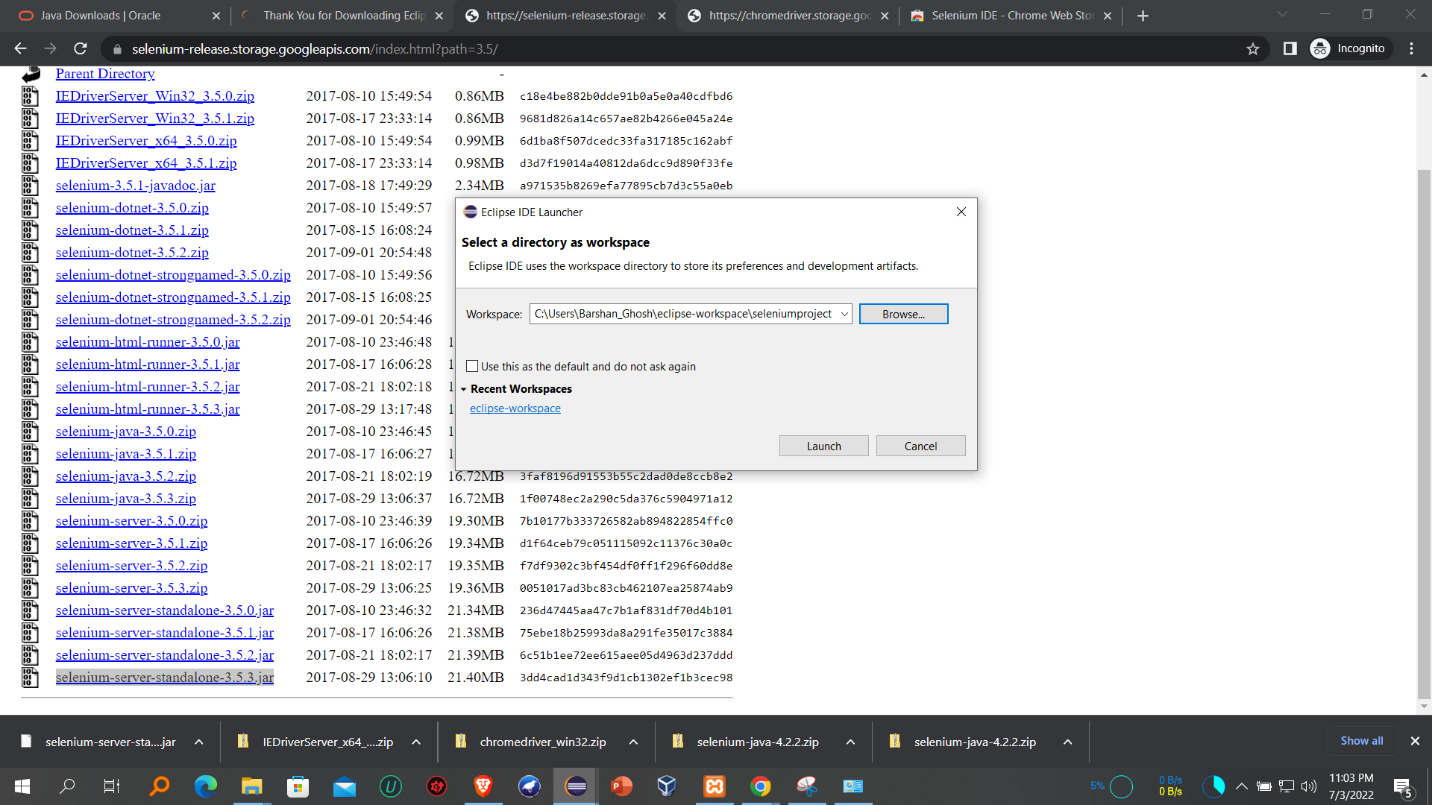 Java Downloads | Oracle
Thank You for Downloading Eclip
https://selenium-release.storage.
https://chromedriver.storage.goo
Selenium IDE - Chrome Web Stor
selenium-release.storage.googleapis.com/index.html?path=3.5/
Incognito
Parent Directory -
IEDriverServer_Win32_3.5.0.zip 2017-08-10 15:49:54 0.86MB c18e4be882b0dde91b0a5e0a40cdfbd6
IEDriverServer_Win32_3.5.1.zip 2017-08-17 23:33:14 0.86MB 9681d826a14c657ae82b4266e045a24e
IEDriverServer_x64_3.5.0.zip 2017-08-10 15:49:54 0.99MB 6d1ba8f507dcedc33fa317185c162abf
IEDriverServer_x64_3.5.1.zip 2017-08-17 23:33:14 0.98MB d3d7f19014a40812da6dcc9d890f33fe
selenium-3.5.1-javadoc.jar 2017-08-18 17:49:29 2.34MB a971535b8269efa77895cb7d3c55a0eb
selenium-dotnet-3.5.0.zip 2017-08-10 15:49:57
selenium-dotnet-3.5.1.zip 2017-08-15 16:08:24
selenium-dotnet-3.5.2.zip 2017-09-01 20:54:48
selenium-dotnet-strongnamed-3.5.0.zip 2017-08-10 15:49:56
selenium-dotnet-strongnamed-3.5.1.zip 2017-08-15 16:08:25
selenium-dotnet-strongnamed-3.5.2.zip 2017-09-01 20:54:46
selenium-html-runner-3.5.0.jar 2017-08-10 23:46:48 1
selenium-html-runner-3.5.1.jar 2017-08-17 16:06:28 1
selenium-html-runner-3.5.2.jar 2017-08-21 18:02:18 1
selenium-html-runner-3.5.3.jar 2017-08-29 13:17:48 1
selenium-java-3.5.0.zip 2017-08-10 23:46:45 1
selenium-java-3.5.1.zip 2017-08-17 16:06:27 1
selenium-java-3.5.2.zip 2017-08-21 18:02:19 16.72MB 3faf8196d91553b55c2dad0de8ccb8e2
selenium-java-3.5.3.zip 2017-08-29 13:06:37 16.72MB 1f00748ec2a290c5da376c5904971a12
selenium-server-3.5.0.zip 2017-08-10 23:46:39 19.30MB 7b10177b333726582ab894822854ffc0
selenium-server-3.5.1.zip 2017-08-17 16:06:26 19.34MB d1f64ceb79c051115092c11376c30a0c
selenium-server-3.5.2.zip 2017-08-21 18:02:17 19.35MB f7df9302c3bf454df0ff1f296f60dd8e
selenium-server-3.5.3.zip 2017-08-29 13:06:25 19.36MB 0051017ad3bc83cb462107ea25874ab9
selenium-server-standalone-3.5.0.jar 2017-08-10 23:46:32 21.34MB 236d47445aa47c7b1af831df70d4b101
selenium-server-standalone-3.5.1.jar 2017-08-17 16:06:26 21.38MB 75ebe18b25993da8a291fe35017c3884
selenium-server-standalone-3.5.2.jar 2017-08-21 18:02:17 21.39MB 6c51b1ee72ee615aee05d4963d237ddd
selenium-server-standalone-3.5.3.jar 2017-08-29 13:06:10 21.40MB 3dd4cad1d343f9d1cb1302ef1b3cec98
Eclipse IDE Launcher
Select a directory as workspace
Eclipse IDE uses the workspace directory to store its preferences and development artifacts.
Workspace: C:\Users\Barshan_Ghosh\eclipse-workspace\seleniumproject Browse...
Use this as the default and do not ask again
Recent Workspaces
eclipse-workspace
Launch Cancel
selenium-server-sta....jar IEDriverServer_x64_....zip chromedriver_win32.zip selenium-java-4.2.2.zip selenium-java-4.2.2.zip Show all
5%
0 B/s
0 B/s
11:03 PM
7/3/2022
5